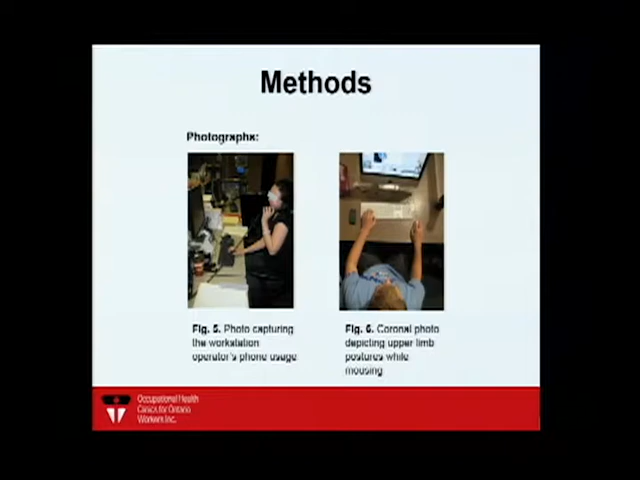 Methods
Photographs:
Fig. 5. Photo capturing
the workstation
operator's phone usage
Fig. 6. Coronal photo
depicting upper limb
postures while
mousing
Occupational Health
Clinics for Ontario
Workers Inc.